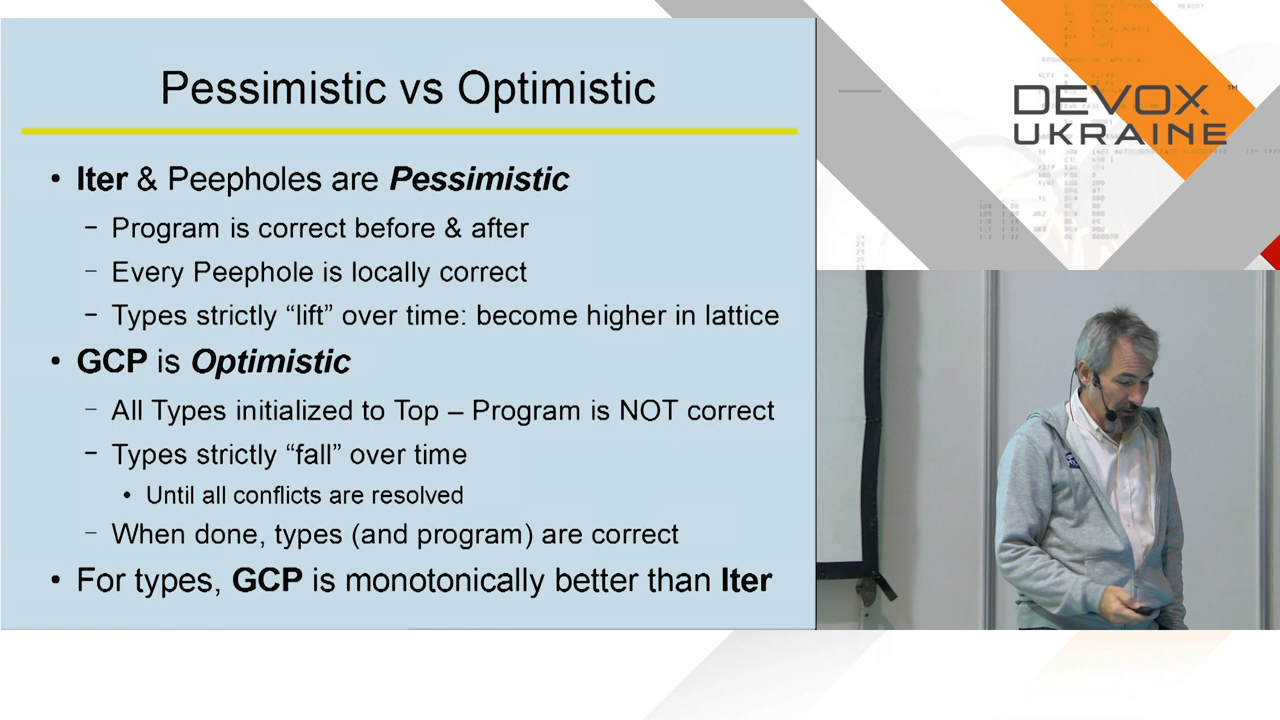 Pessimistic vs Optimistic
• Iter & Peepholes are Pessimistic
– Program is correct before & after
– Every Peephole is locally correct
– Types strictly “lift” over time: become higher in lattice
• GCP is Optimistic
– All Types initialized to Top – Program is NOT correct
– Types strictly “fall” over time
• Until all conflicts are resolved
– When done, types (and program) are correct
• For types, GCP is monotonically better than Iter
DEVOXX™
UKRAINE